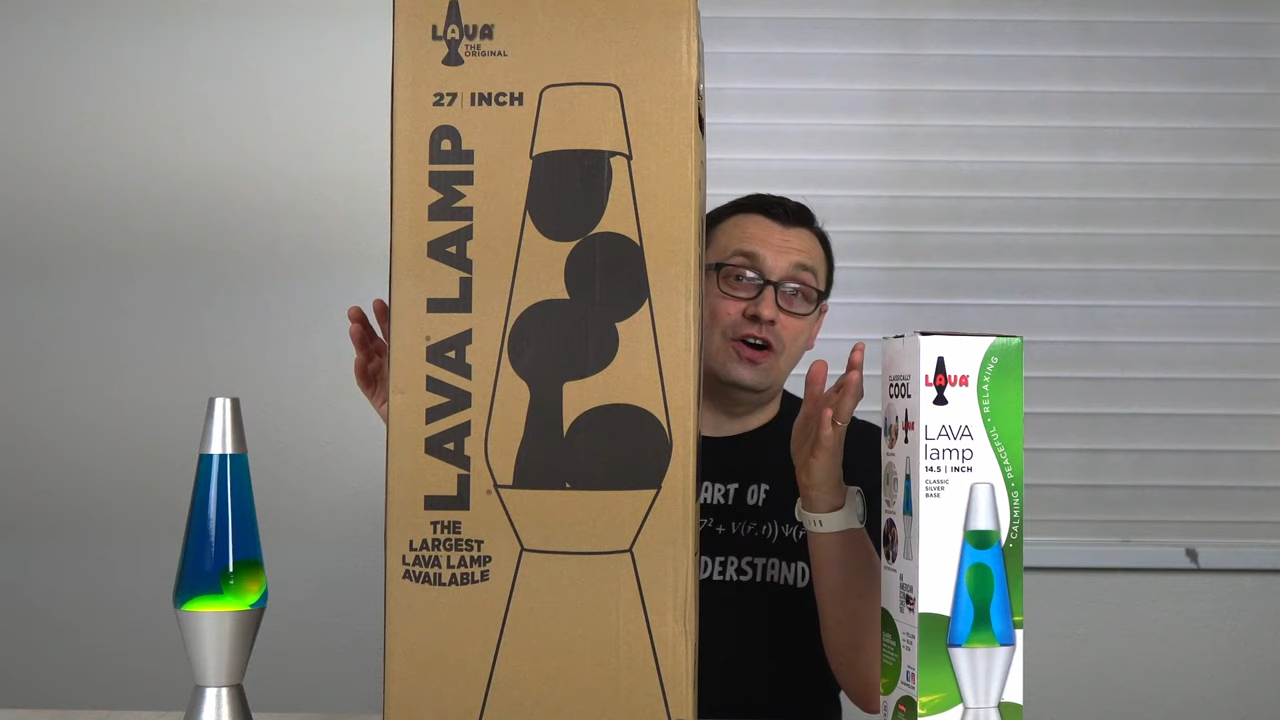 LAVA
THE
ORIGINAL
27 | INCH
LAVA LAMP
THE
LARGEST
LAVA LAMP
AVAILABLE
ART OF
∇² + V(r⃗,t))Ψ(r⃗
DERSTAND
CLASSICALLY
COOL
LAVA
LAVA
lamp
14.5 | INCH
CLASSIC
SILVER
BASE
CALMING • PEACEFUL • RELAXING